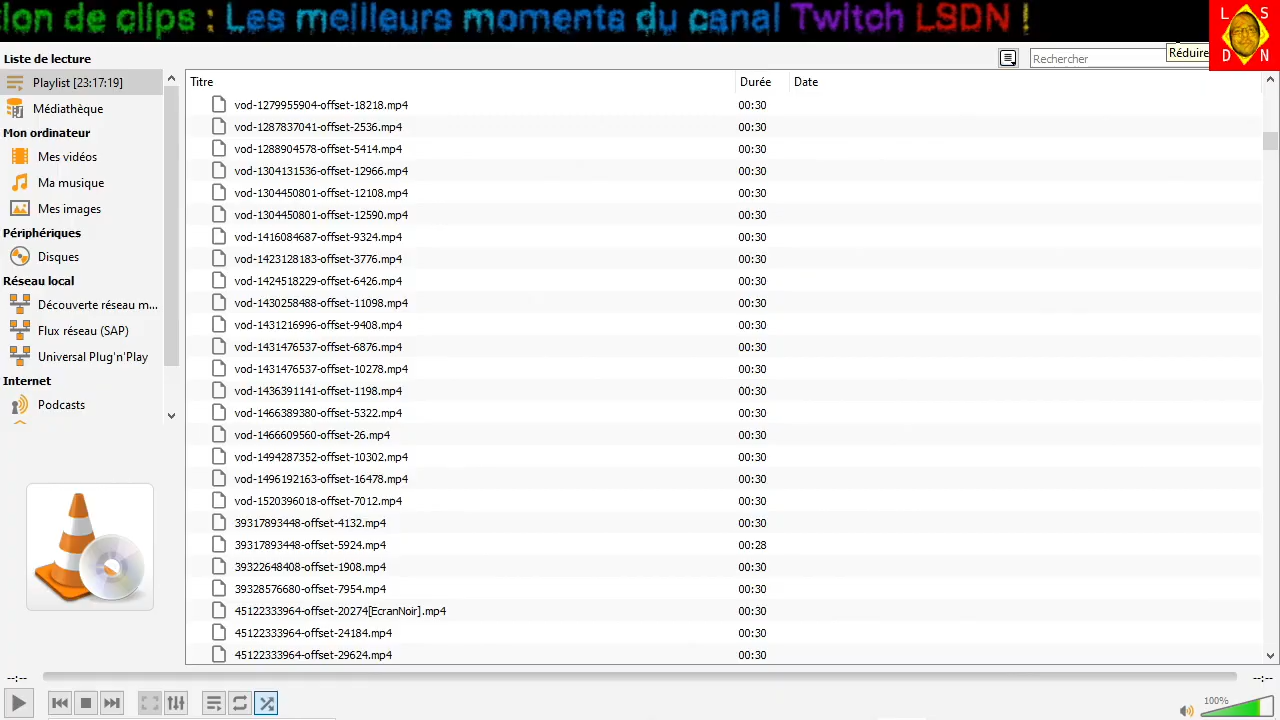 ion de clips : Les meilleurs moments du canal Twitch LSDN !
L S
D N
Liste de lecture
Rechercher
Réduire
Playlist [23:17:19]
Médiathèque
Mon ordinateur
Mes vidéos
Ma musique
Mes images
Périphériques
Disques
Réseau local
Découverte réseau m...
Flux réseau (SAP)
Universal Plug'n'Play
Internet
Podcasts
Titre Durée Date
vod-1279955904-offset-18218.mp4 00:30
vod-1287837041-offset-2536.mp4 00:30
vod-1288904578-offset-5414.mp4 00:30
vod-1304131536-offset-12966.mp4 00:30
vod-1304450801-offset-12108.mp4 00:30
vod-1304450801-offset-12590.mp4 00:30
vod-1416084687-offset-9324.mp4 00:30
vod-1423128183-offset-3776.mp4 00:30
vod-1424518229-offset-6426.mp4 00:30
vod-1430258488-offset-11098.mp4 00:30
vod-1431216996-offset-9408.mp4 00:30
vod-1431476537-offset-6876.mp4 00:30
vod-1431476537-offset-10278.mp4 00:30
vod-1436391141-offset-1198.mp4 00:30
vod-1466389380-offset-5322.mp4 00:30
vod-1466609560-offset-26.mp4 00:30
vod-1494287352-offset-10302.mp4 00:30
vod-1496192163-offset-16478.mp4 00:30
vod-1520396018-offset-7012.mp4 00:30
39317893448-offset-4132.mp4 00:30
39317893448-offset-5924.mp4 00:28
39322648408-offset-1908.mp4 00:30
39328576680-offset-7954.mp4 00:30
45122333964-offset-20274[EcranNoir].mp4 00:30
45122333964-offset-24184.mp4 00:30
45122333964-offset-29624.mp4 00:30
--:-- --:--
100%